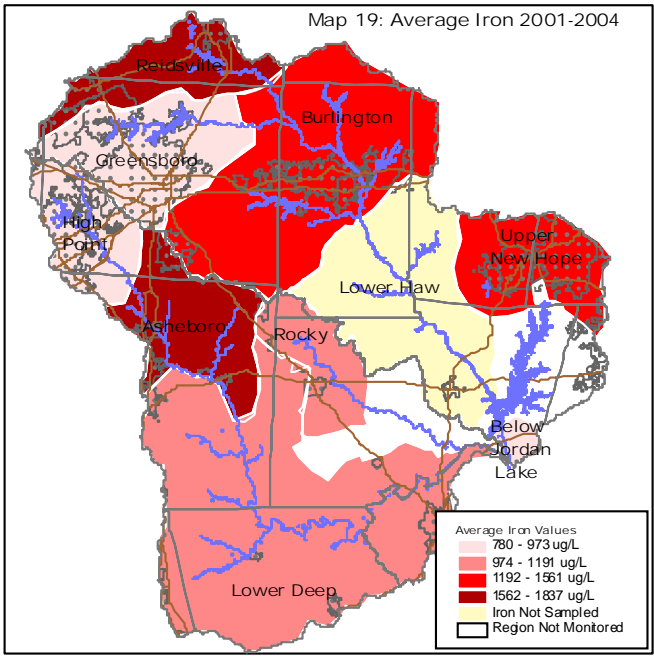 Map 19: Average Iron 2001-2004
Reidsville
Burlington
Greensboro
High
Point
Upper
New Hope
Lower Haw
Asheboro
Rocky
Below
Jordan
Lake
Lower Deep
Average Iron Values
780 - 973 ug/L
974 - 1191 ug/L
1192 - 1561 ug/L
1562 - 1837 ug/L
Iron Not Sampled
Region Not Monitored